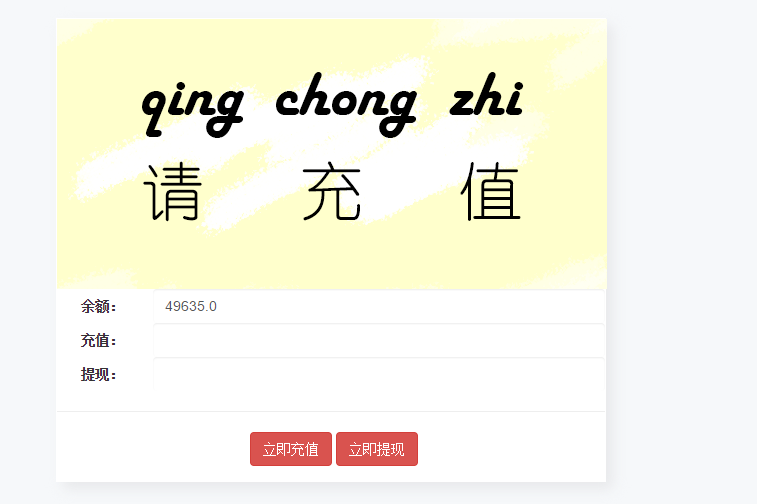 qing chong zhi
请 充 值
余额： 49635.0
充值：
提现：
立即充值 立即提现